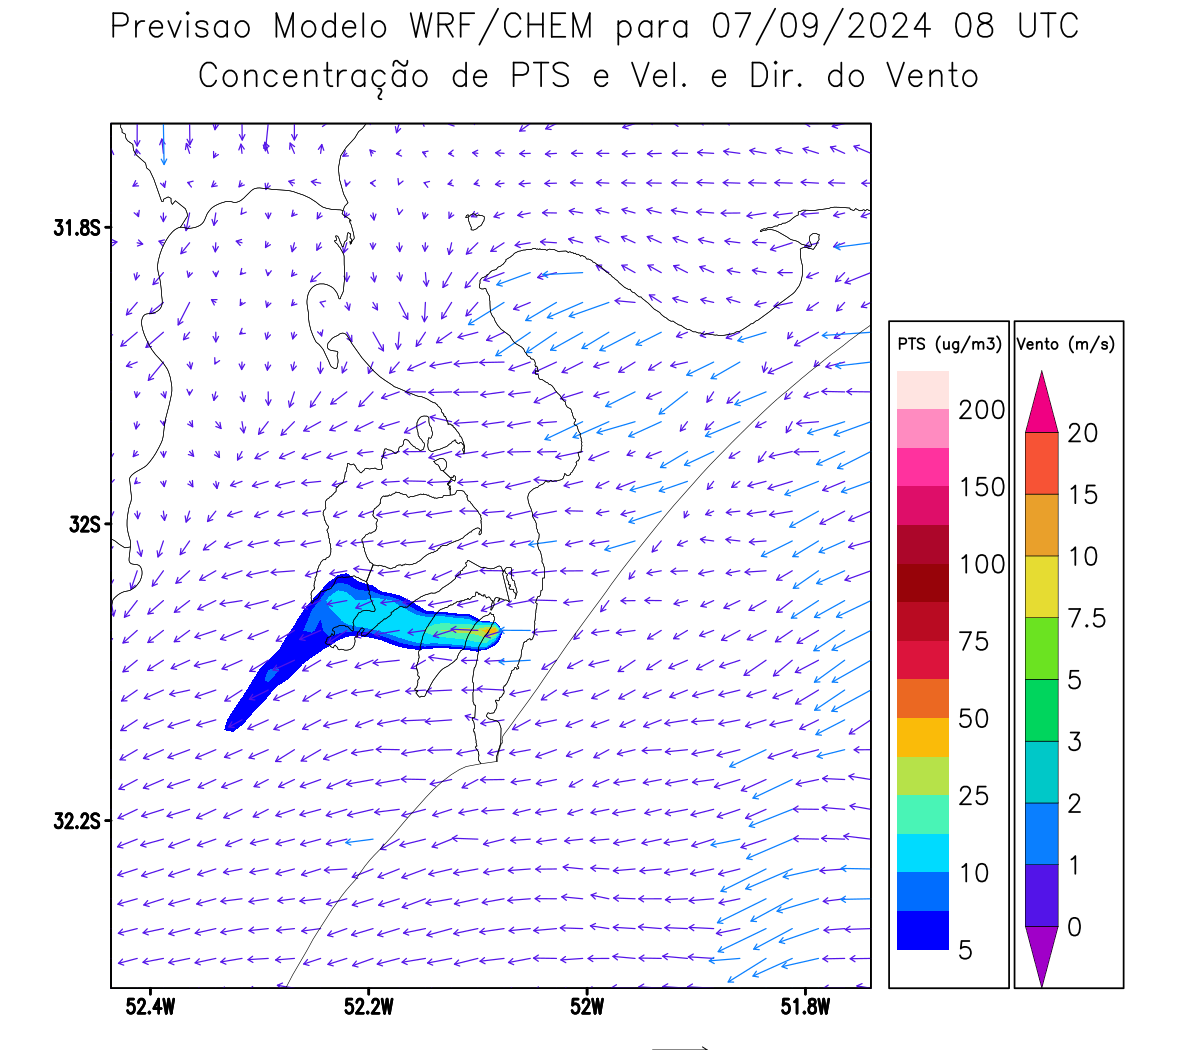 Previsao Modelo WRF/CHEM para 07/09/2024 08 UTC
Concentração de PTS e Vel. e Dir. do Vento
31.8S
32S
32.2S
52.4W
52.2W
52W
51.8W
PTS (ug/m3)
200
150
100
75
50
25
10
5
Vento (m/s)
20
15
10
7.5
5
3
2
1
0